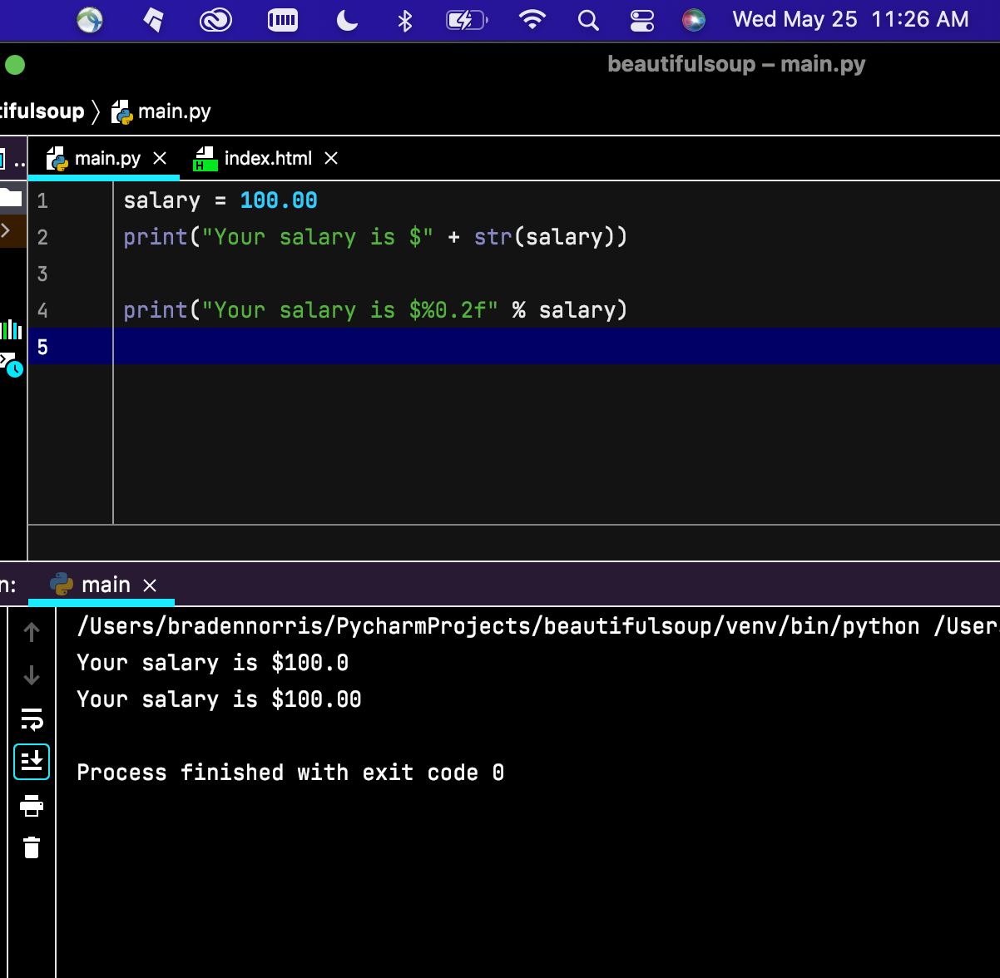 Wed May 25 11:26 AM
beautifulsoup – main.py
tifulsoup main.py
.. main.py index.html
1 salary = 100.00
2 print("Your salary is $" + str(salary))
3
4 print("Your salary is $%0.2f" % salary)
5
n: main
/Users/bradennorris/PycharmProjects/beautifulsoup/venv/bin/python /User
Your salary is $100.0
Your salary is $100.00
Process finished with exit code 0